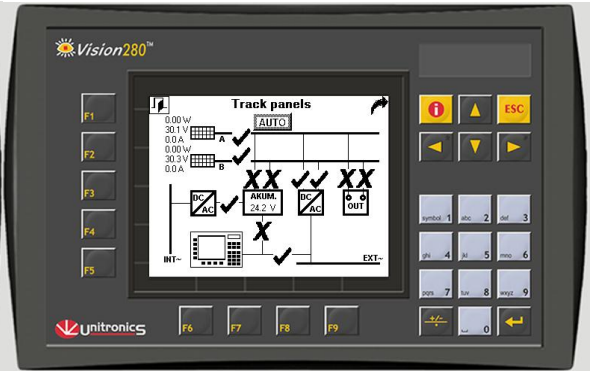 Vision280™
Track panels
AUTO
0.00 W
30.1 V
0.0 A
A
0.00 W
30.3 V
0.0 A
B
DC
AC
AKUM.
24.2 V
DC
AC
OUT
INT~
EXT~
F1
F2
F3
F4
F5
F6
F7
F8
F9
i
ESC
symbol 1
abc 2
def 3
ghi 4
jkl 5
mno 6
pqrs 7
tuv 8
wxyz 9
+/-
0
Unitronics